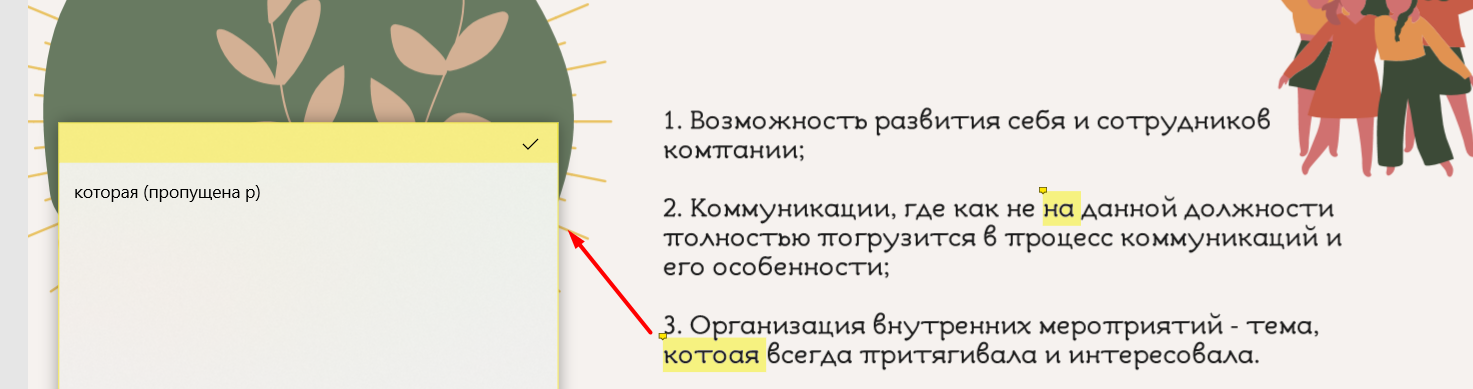 которая (пропущена р)
1. Возможность развития себя и сотрудников
компании;
2. Коммуникации, где как не на данной должности
полностью погрузится в процесс коммуникаций и
его особенности;
3. Организация внутренних мероприятий - тема,
котоая всегда притягивала и интересовала.